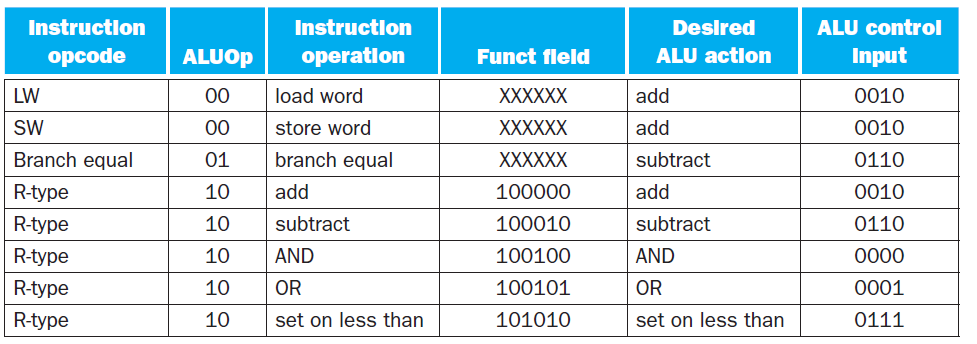 Instruction opcode ALUOp Instruction operation Funct field Desired ALU action ALU control input
LW 00 load word XXXXXX add 0010
SW 00 store word XXXXXX add 0010
Branch equal 01 branch equal XXXXXX subtract 0110
R-type 10 add 100000 add 0010
R-type 10 subtract 100010 subtract 0110
R-type 10 AND 100100 AND 0000
R-type 10 OR 100101 OR 0001
R-type 10 set on less than 101010 set on less than 0111